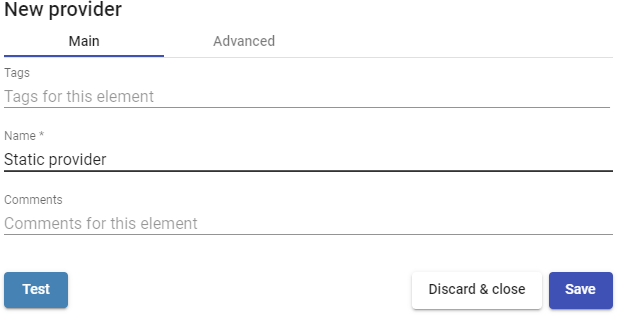 New provider
Main Advanced
Tags
Tags for this element
Name *
Static provider
Comments
Comments for this element
Test Discard & close Save